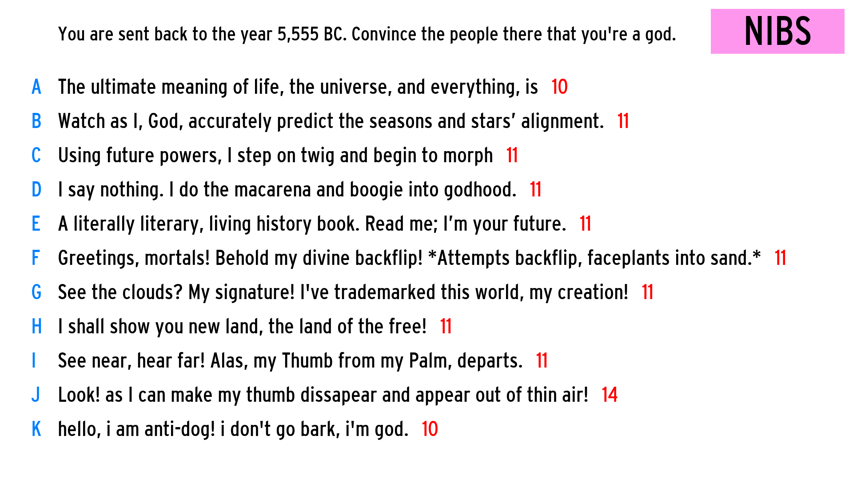 You are sent back to the year 5,555 BC. Convince the people there that you're a god.
NIBS
A The ultimate meaning of life, the universe, and everything, is 10
B Watch as I, God, accurately predict the seasons and stars’ alignment. 11
C Using future powers, I step on twig and begin to morph 11
D I say nothing. I do the macarena and boogie into godhood. 11
E A literally literary, living history book. Read me; I’m your future. 11
F Greetings, mortals! Behold my divine backflip! *Attempts backflip, faceplants into sand.* 11
G See the clouds? My signature! I've trademarked this world, my creation! 11
H I shall show you new land, the land of the free! 11
I See near, hear far! Alas, my Thumb from my Palm, departs. 11
J Look! as I can make my thumb dissapear and appear out of thin air! 14
K hello, i am anti-dog! i don't go bark, i'm god. 10